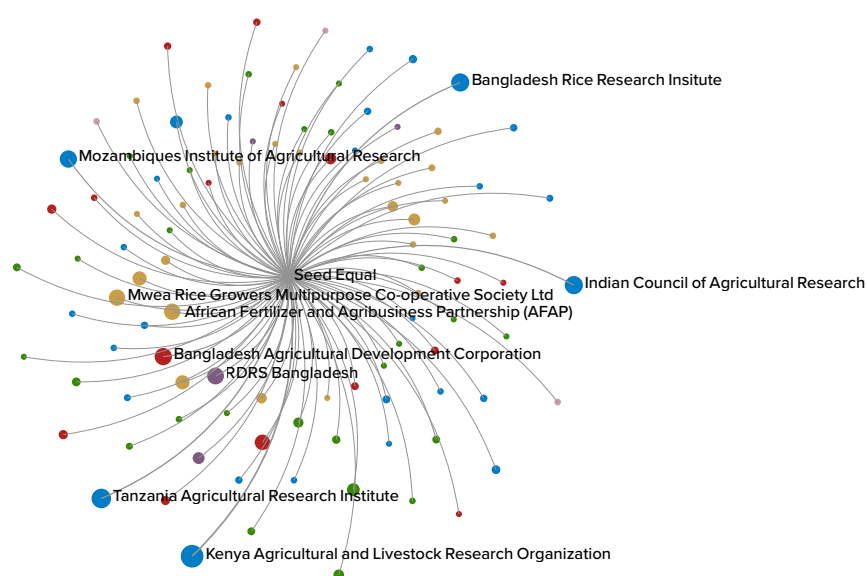 Bangladesh Rice Research Insitute
Mozambiques Institute of Agricultural Research
Seed Equal
Indian Council of Agricultural Research
Mwea Rice Growers Multipurpose Co-operative Society Ltd
African Fertilizer and Agribusiness Partnership (AFAP)
Bangladesh Agricultural Development Corporation
RDRS Bangladesh
Tanzania Agricultural Research Institute
Kenya Agricultural and Livestock Research Organization